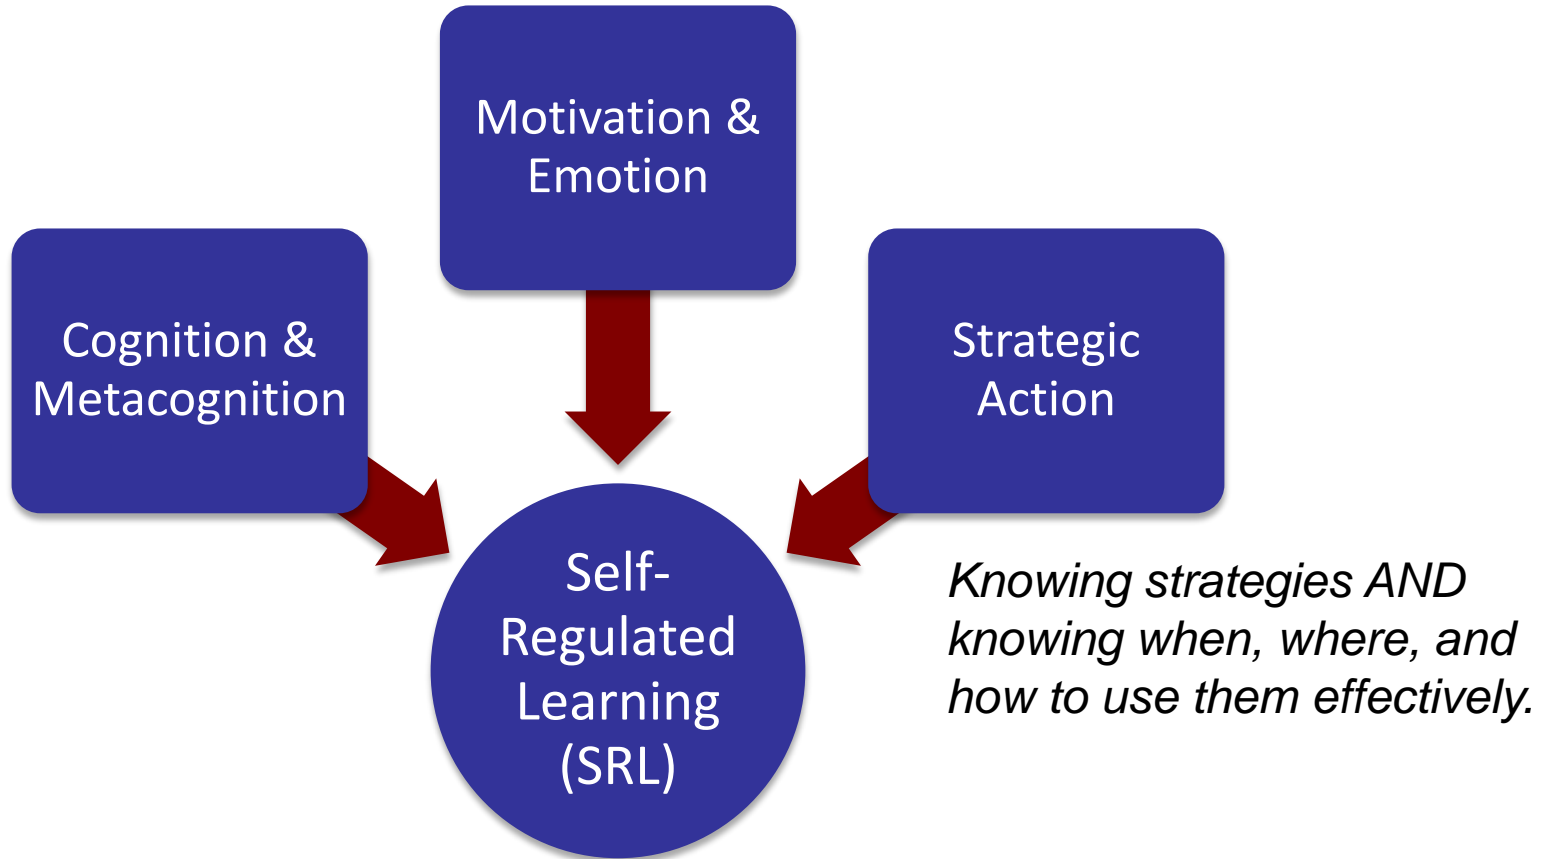 Motivation &
Emotion
Cognition &
Metacognition
Strategic
Action
Self-
Regulated
Learning
(SRL)
Knowing strategies AND
knowing when, where, and
how to use them effectively.